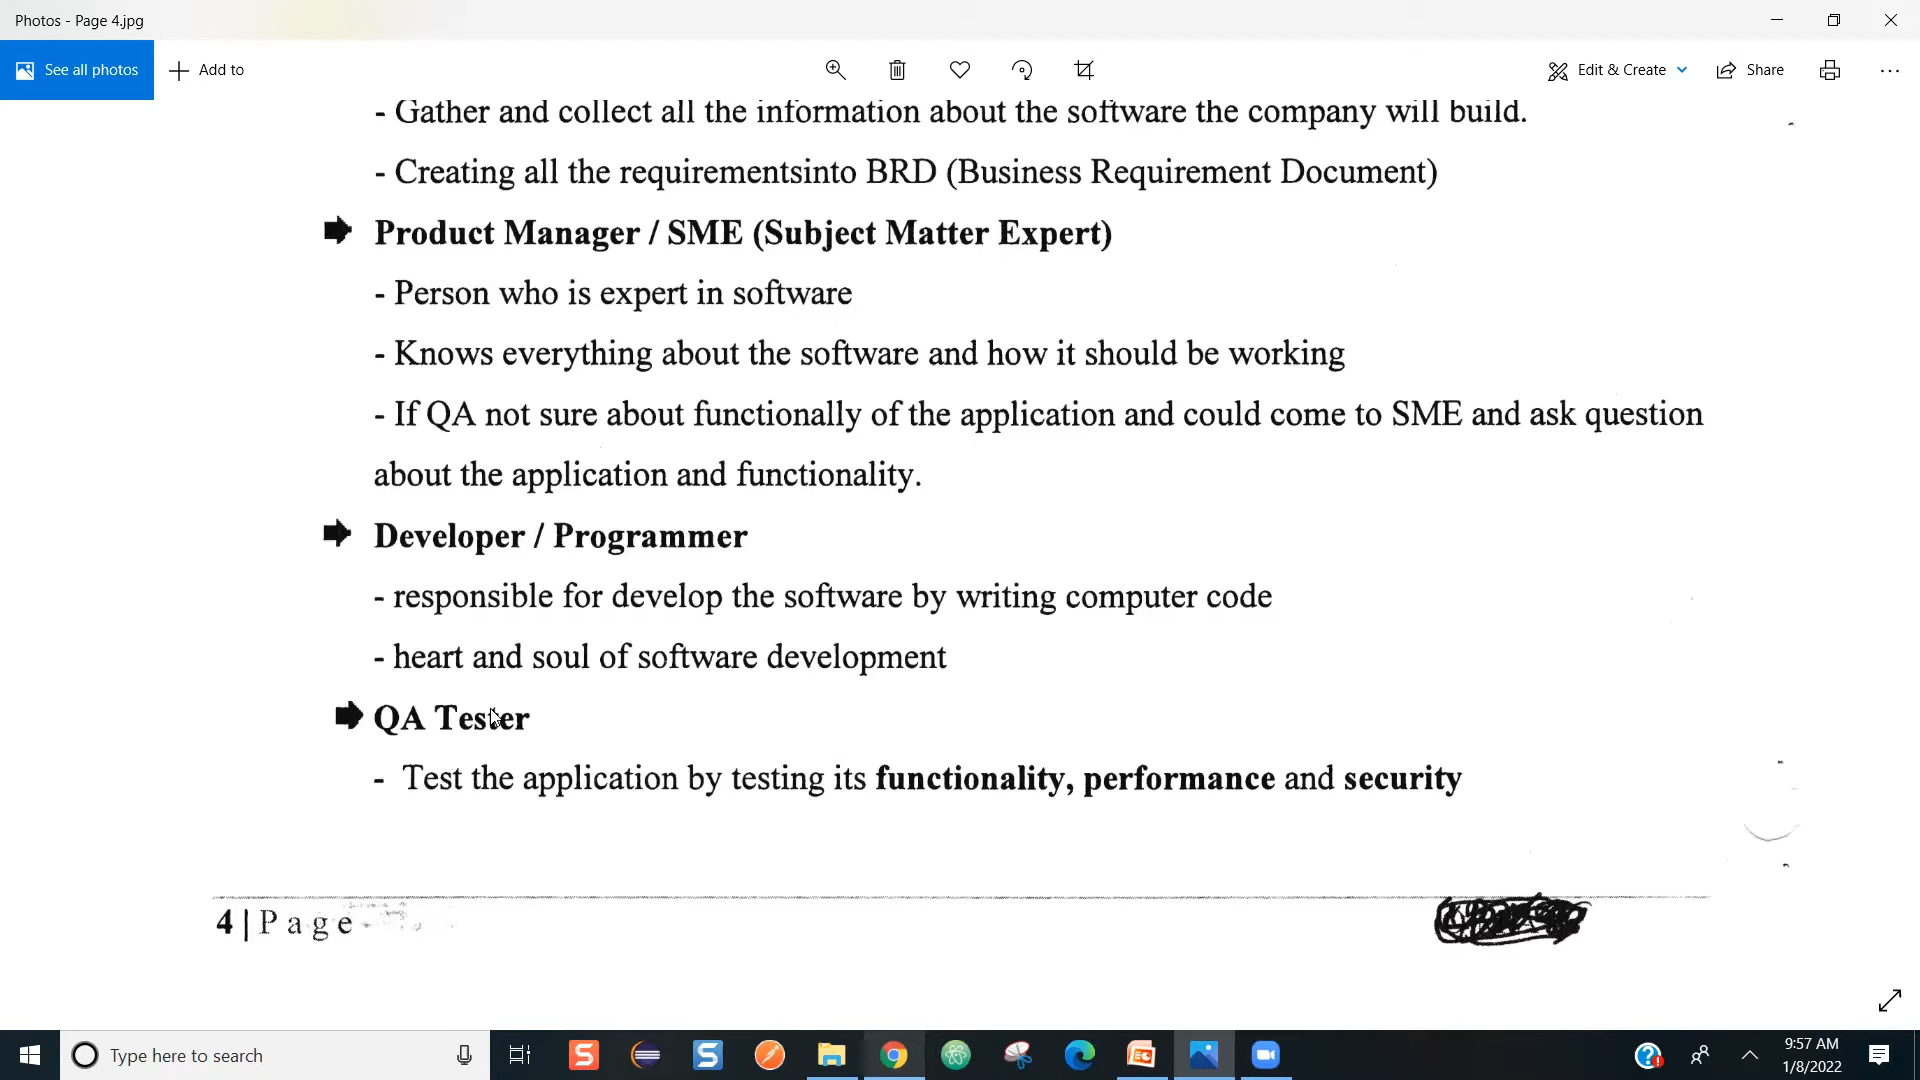 Photos - Page 4.jpg
See all photos
Add to
Edit & Create
Share
- Gather and collect all the information about the software the company will build.
- Creating all the requirementsinto BRD (Business Requirement Document)
Product Manager / SME (Subject Matter Expert)
- Person who is expert in software
- Knows everything about the software and how it should be working
- If QA not sure about functionally of the application and could come to SME and ask question
about the application and functionality.
Developer / Programmer
- responsible for develop the software by writing computer code
- heart and soul of software development
QA Tester
- Test the application by testing its functionality, performance and security
4 | P a g e
Type here to search
9:57 AM
1/8/2022